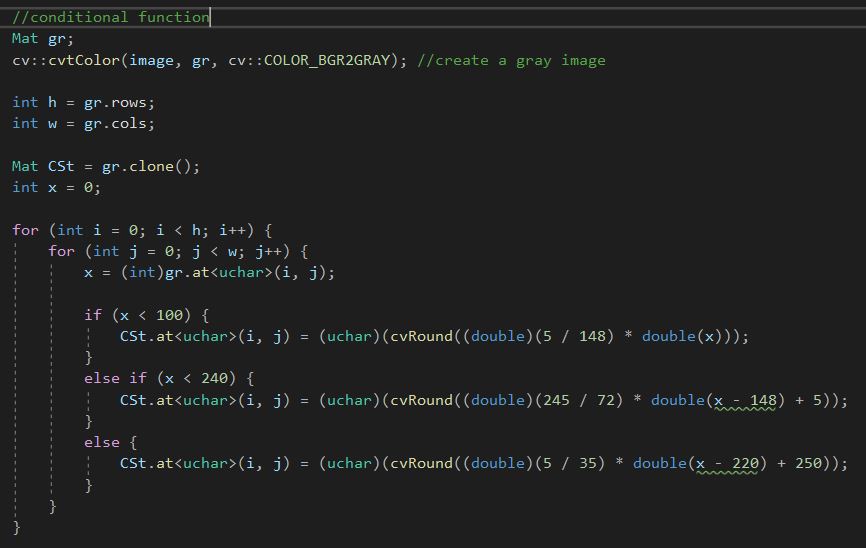 //conditional function
Mat gr;
cv::cvtColor(image, gr, cv::COLOR_BGR2GRAY); //create a gray image

int h = gr.rows;
int w = gr.cols;

Mat CSt = gr.clone();
int x = 0;

for (int i = 0; i < h; i++) {
    for (int j = 0; j < w; j++) {
        x = (int)gr.at<uchar>(i, j);

        if (x < 100) {
            CSt.at<uchar>(i, j) = (uchar)(cvRound((double)(5 / 148) * double(x)));
        }
        else if (x < 240) {
            CSt.at<uchar>(i, j) = (uchar)(cvRound((double)(245 / 72) * double(x - 148) + 5));
        }
        else {
            CSt.at<uchar>(i, j) = (uchar)(cvRound((double)(5 / 35) * double(x - 220) + 250));
        }
    }
}